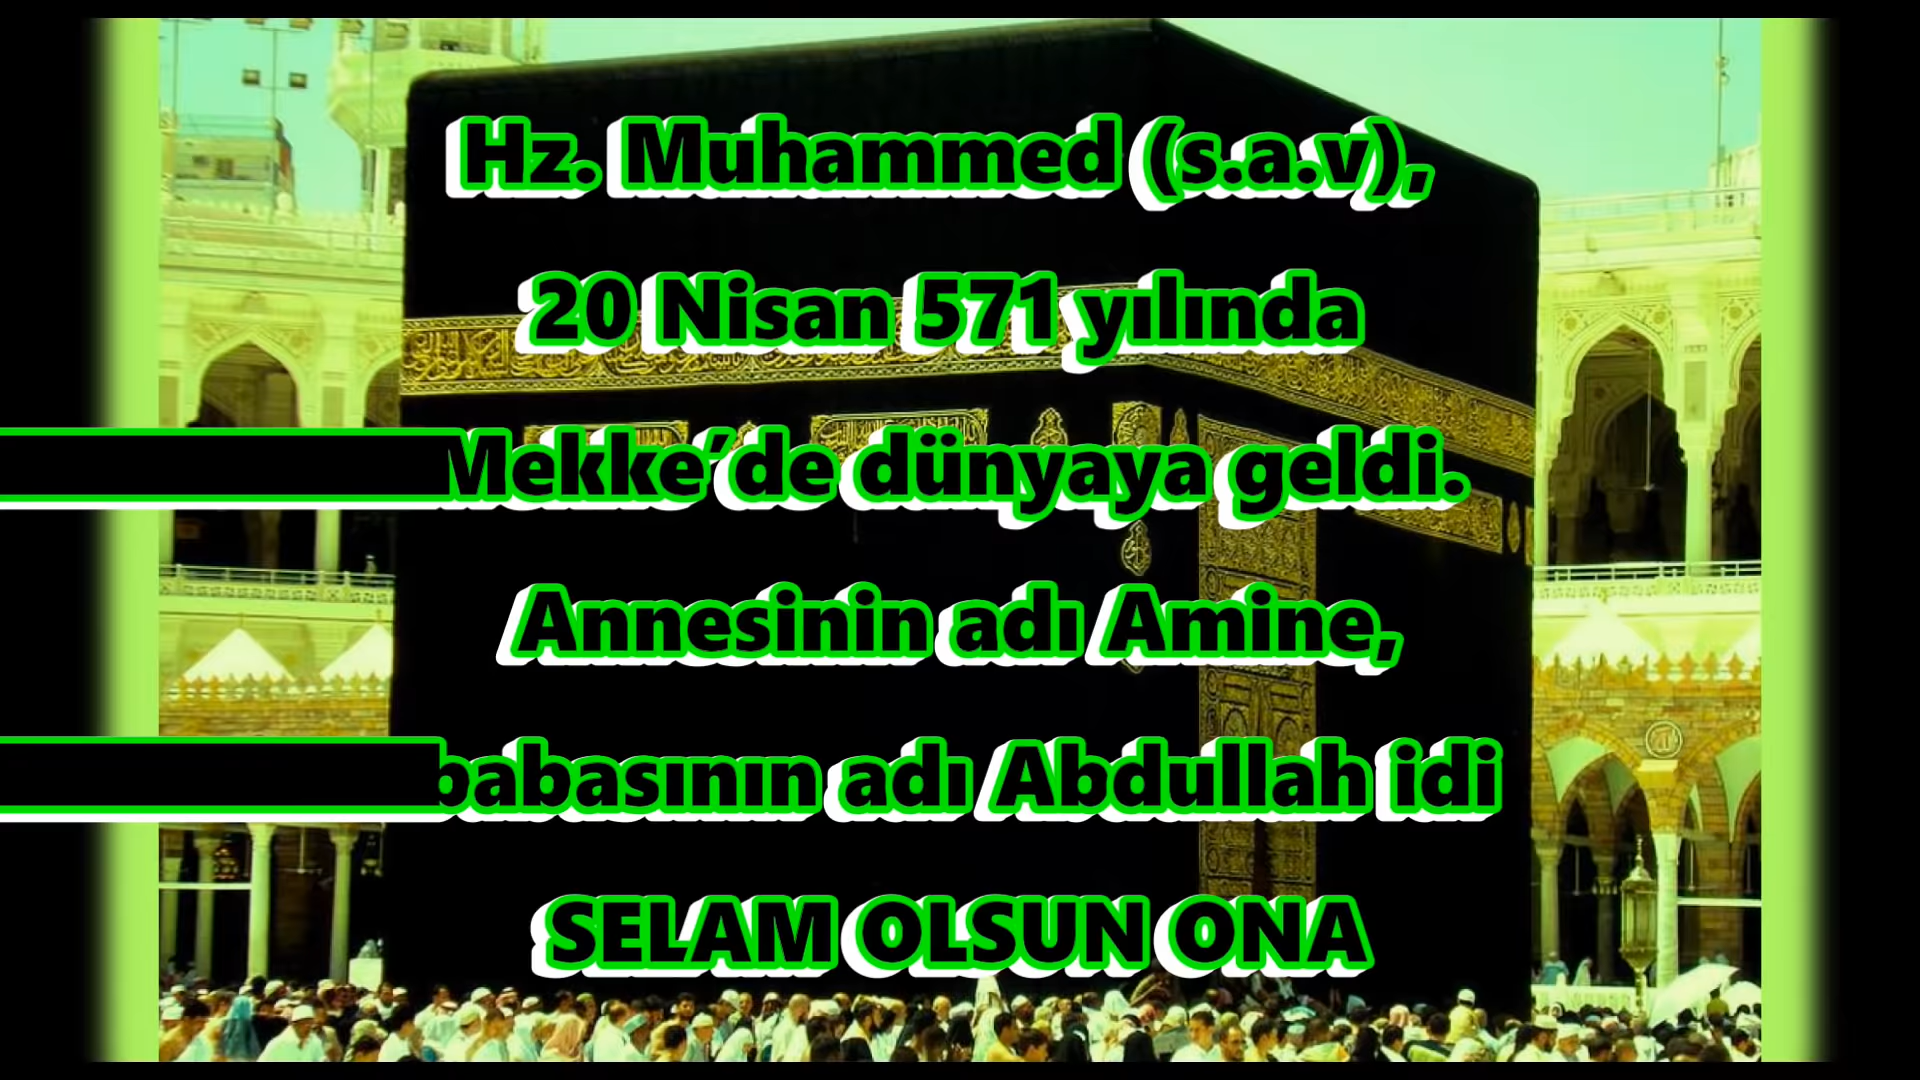 Hz. Muhammed (s.a.v),
20 Nisan 571 yılında
Mekke’de dünyaya geldi.
Annesinin adı Amine,
babasının adı Abdullah idi
SELAM OLSUN ONA